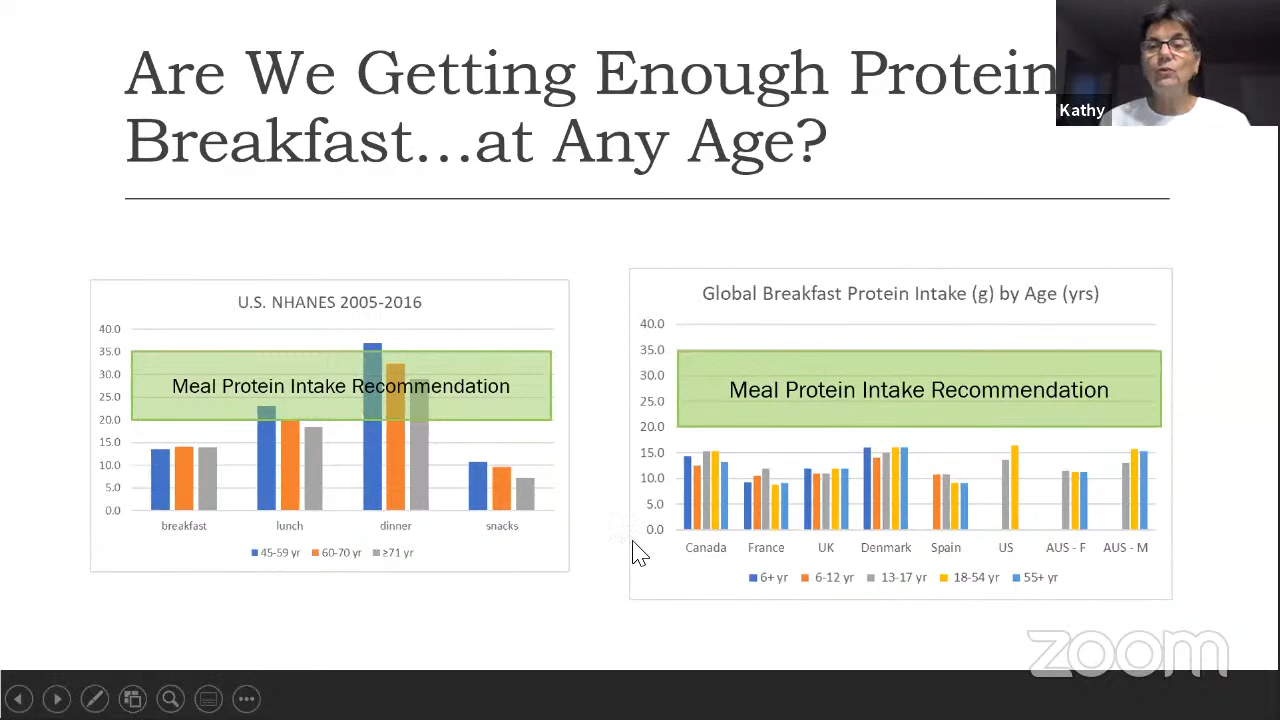 Are We Getting Enough Protein
Breakfast...at Any Age?
Kathy
U.S. NHANES 2005-2016
40.0
35.0
30.0
25.0
20.0
15.0
10.0
5.0
0.0
Meal Protein Intake Recommendation
breakfast lunch dinner snacks
45-59 yr 60-70 yr ≥71 yr
Global Breakfast Protein Intake (g) by Age (yrs)
40.0
35.0
30.0
25.0
20.0
15.0
10.0
5.0
0.0
Meal Protein Intake Recommendation
Canada France UK Denmark Spain US AUS - F AUS - M
6+ yr 6-12 yr 13-17 yr 18-54 yr 55+ yr
zoom